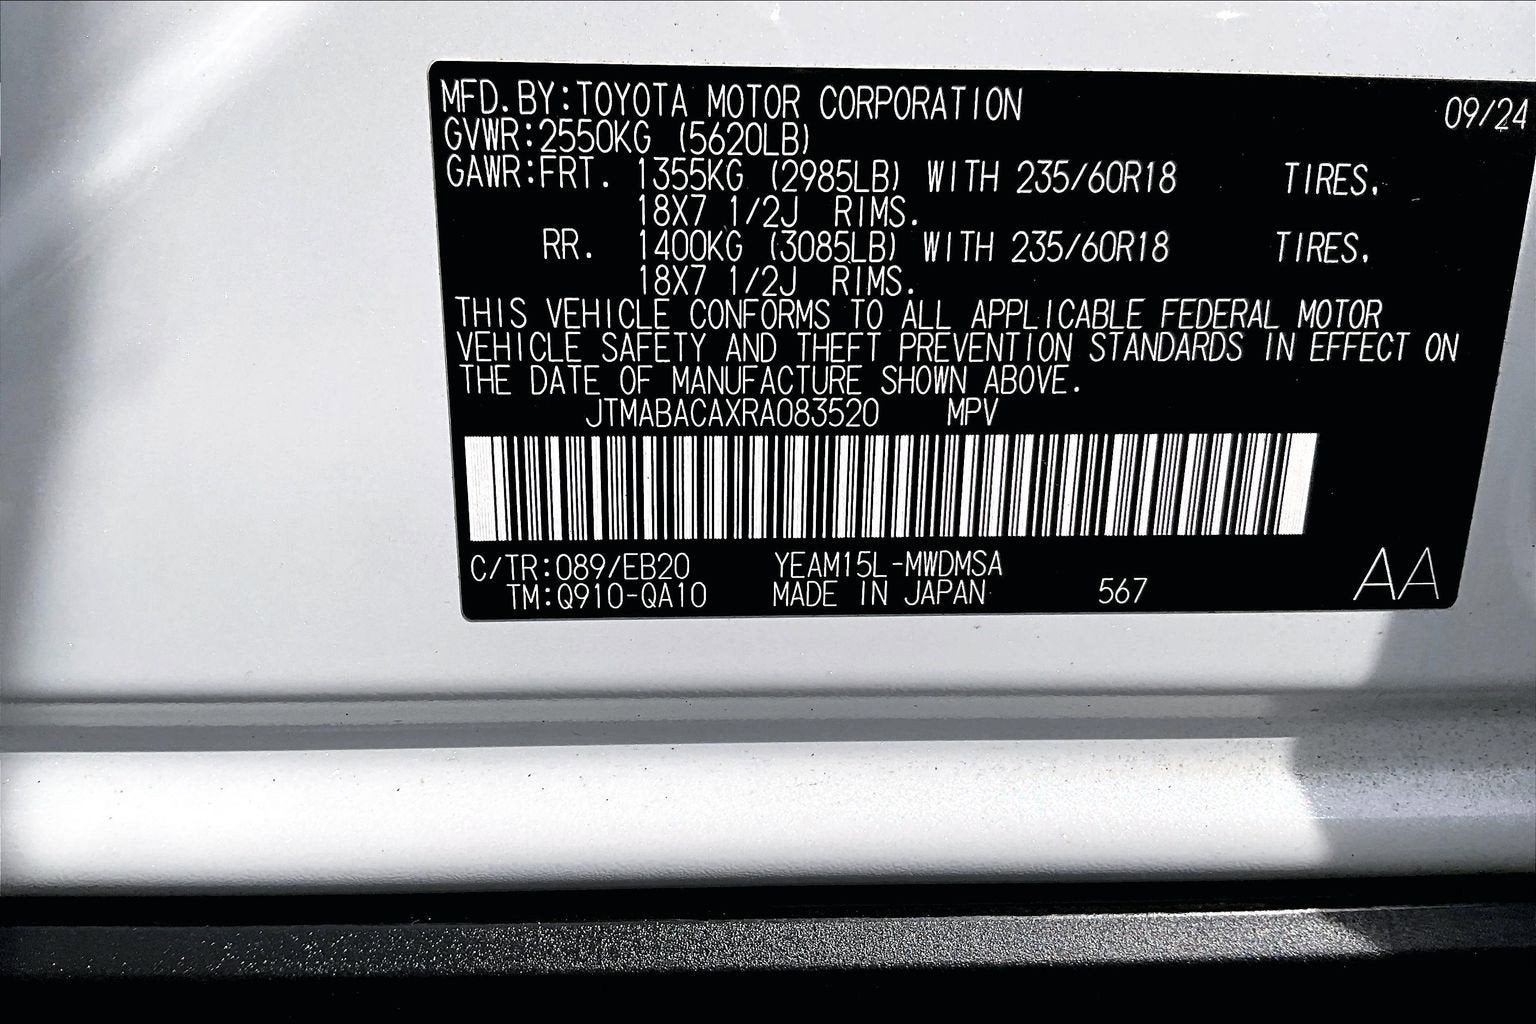 MFD. BY:TOYOTA MOTOR CORPORATION 09/24
GVWR:2550KG (5620LB)
GAWR:FRT. 1355KG (2985LB) WITH 235/60R18 TIRES,
18X7 1/2J RIMS.
RR. 1400KG (3085LB) WITH 235/60R18 TIRES,
18X7 1/2J RIMS.
THIS VEHICLE CONFORMS TO ALL APPLICABLE FEDERAL MOTOR
VEHICLE SAFETY AND THEFT PREVENTION STANDARDS IN EFFECT ON
THE DATE OF MANUFACTURE SHOWN ABOVE.
JTMABACAXRA083520 MPV
C/TR:089/EB20 YEAM15L-MWDMSA
TM:Q910-QA10 MADE IN JAPAN 567 AA